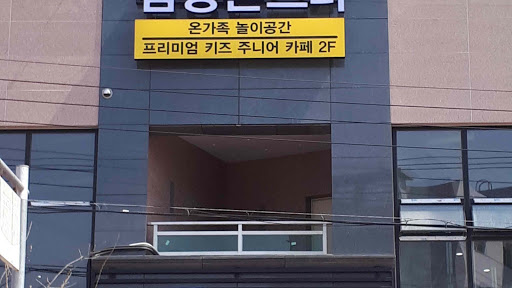 온가족 놀이공간
프리미엄 키즈 주니어 카페 2F